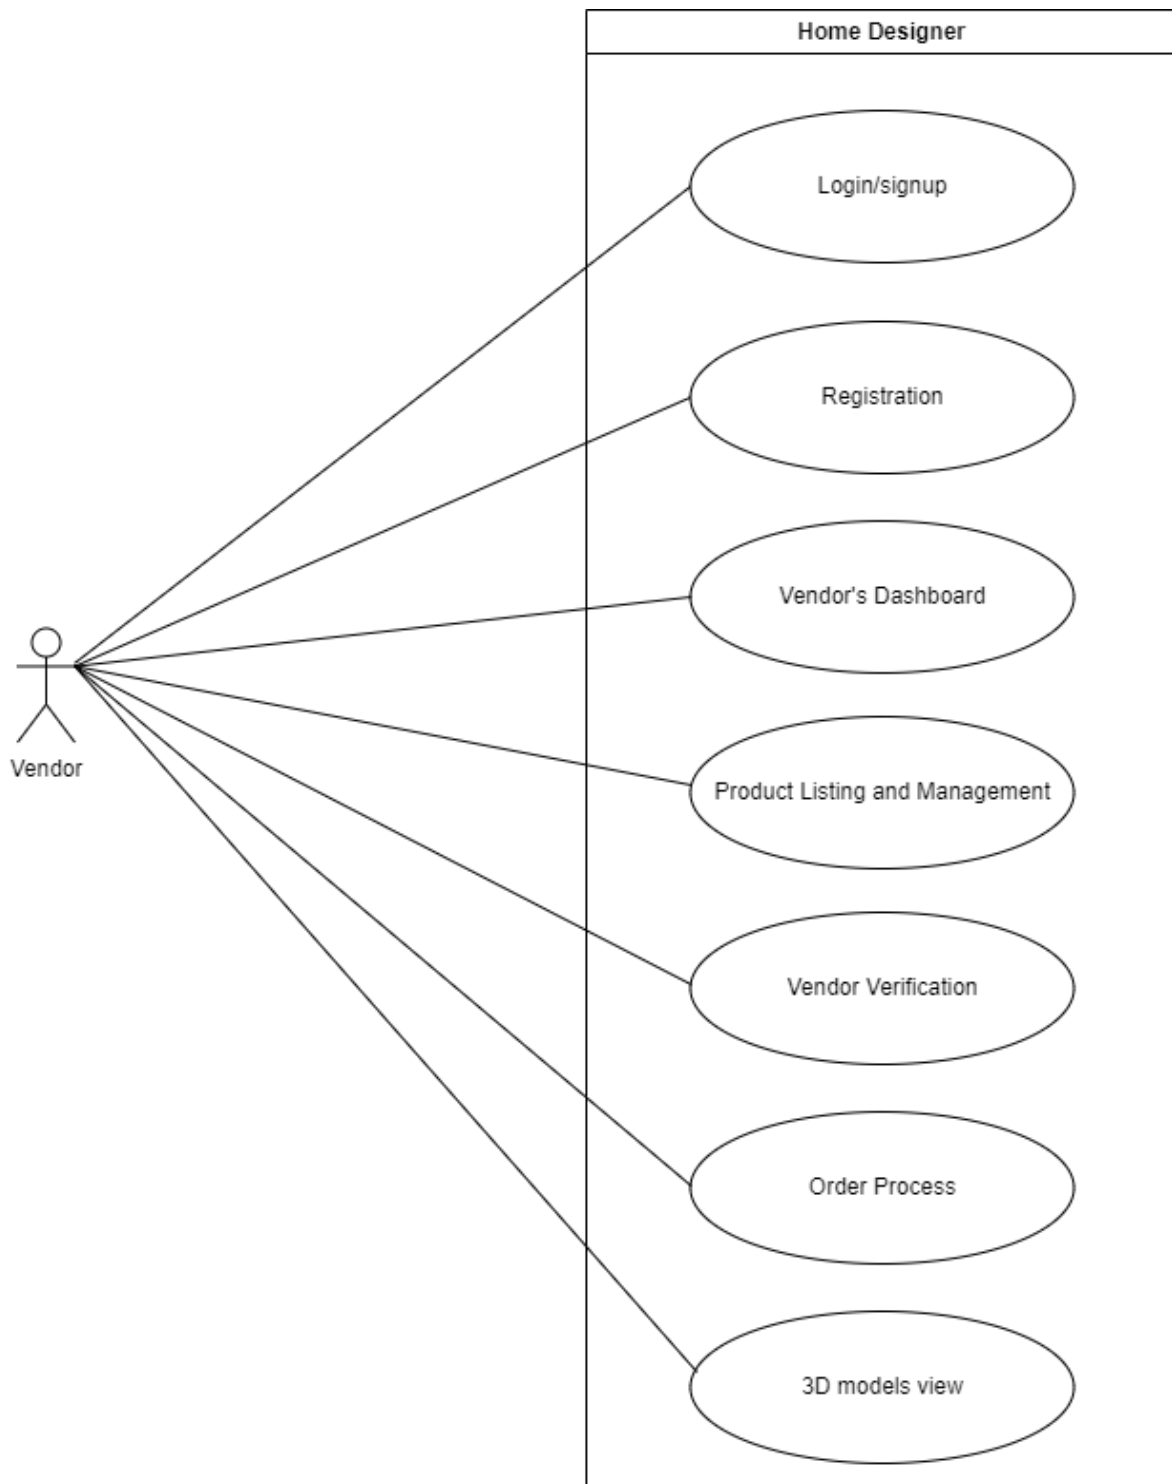 Home Designer
Login/signup
Registration
Vendor's Dashboard
Vendor
Product Listing and Management
Vendor Verification
Order Process
3D models view